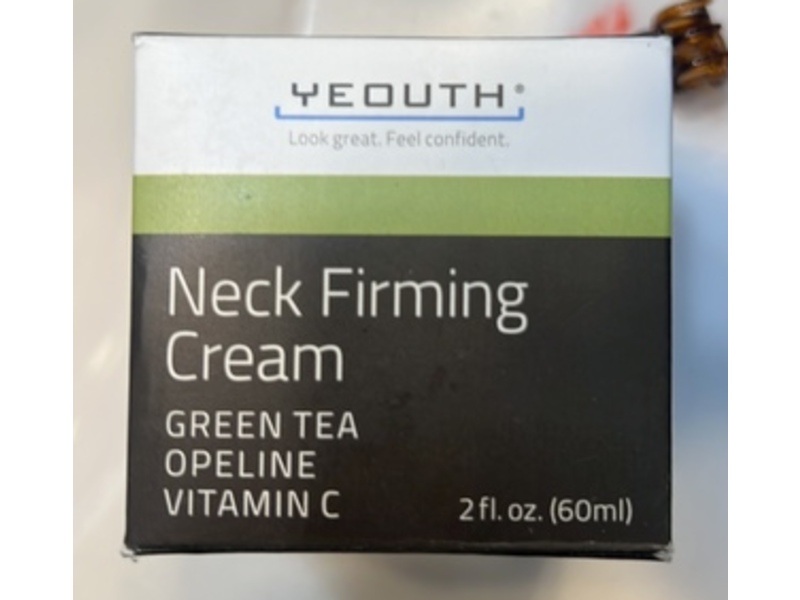 YEOUTH®
Look great. Feel confident.
Neck Firming
Cream
GREEN TEA
OPELINE
VITAMIN C
2 fl. oz. (60ml)